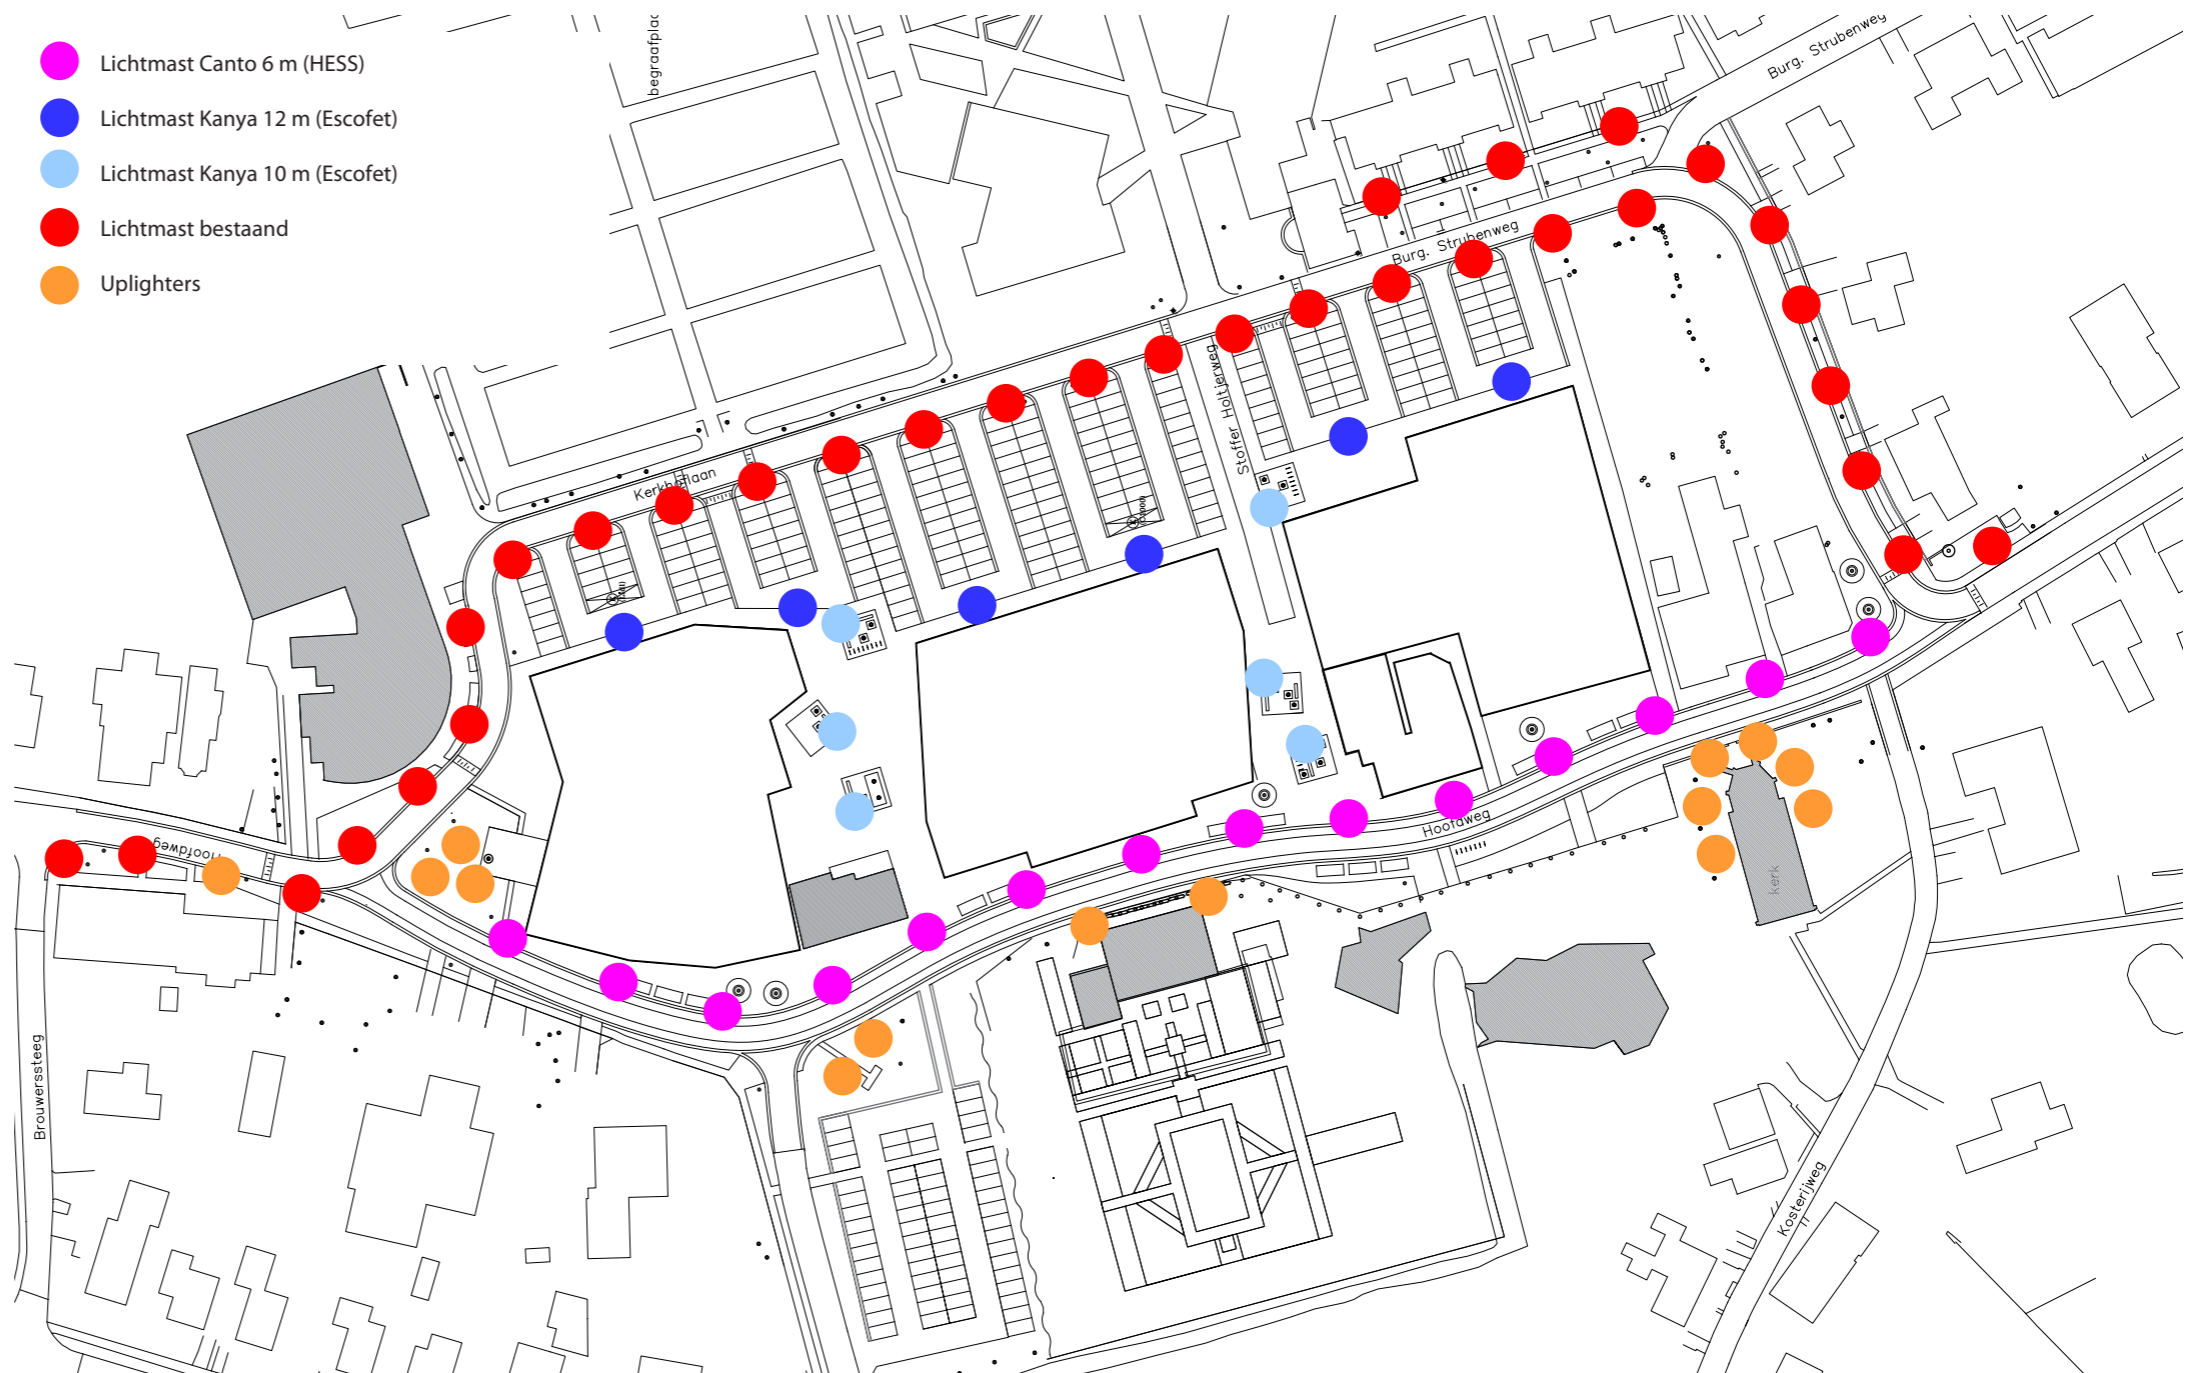 Lichtmast Canto 6 m (HESS)
Lichtmast Kanya 12 m (Escofet)
Lichtmast Kanya 10 m (Escofet)
Lichtmast bestaand
Uplighters
begraafplaa
Burg. Strubenweg
Burg. Strubenweg
Stoffer Holtjerweg
Kerkhoflaan
Hoofdweg
Hoofdweg
kerk
Brouwerssteeg
Kosterijweg